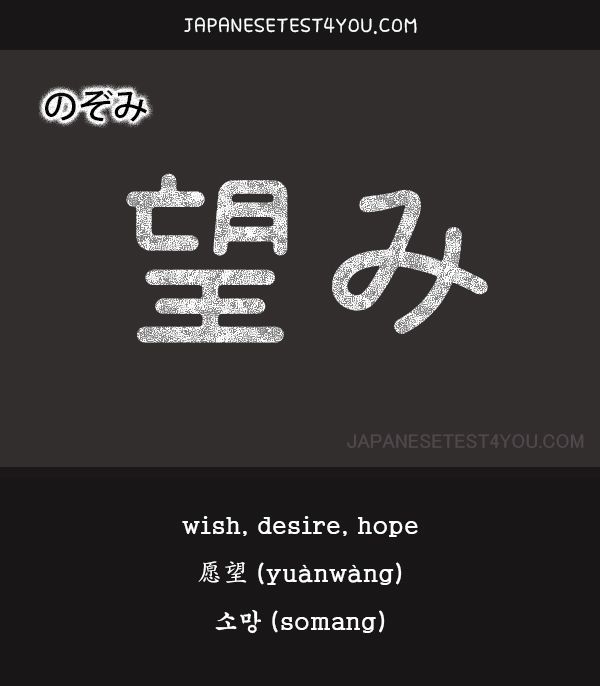 JAPANESETEST4YOU.COM
のぞみ
望み
JAPANESETEST4YOU.COM
wish, desire, hope
愿望 (yuànwàng)
소망 (somang)